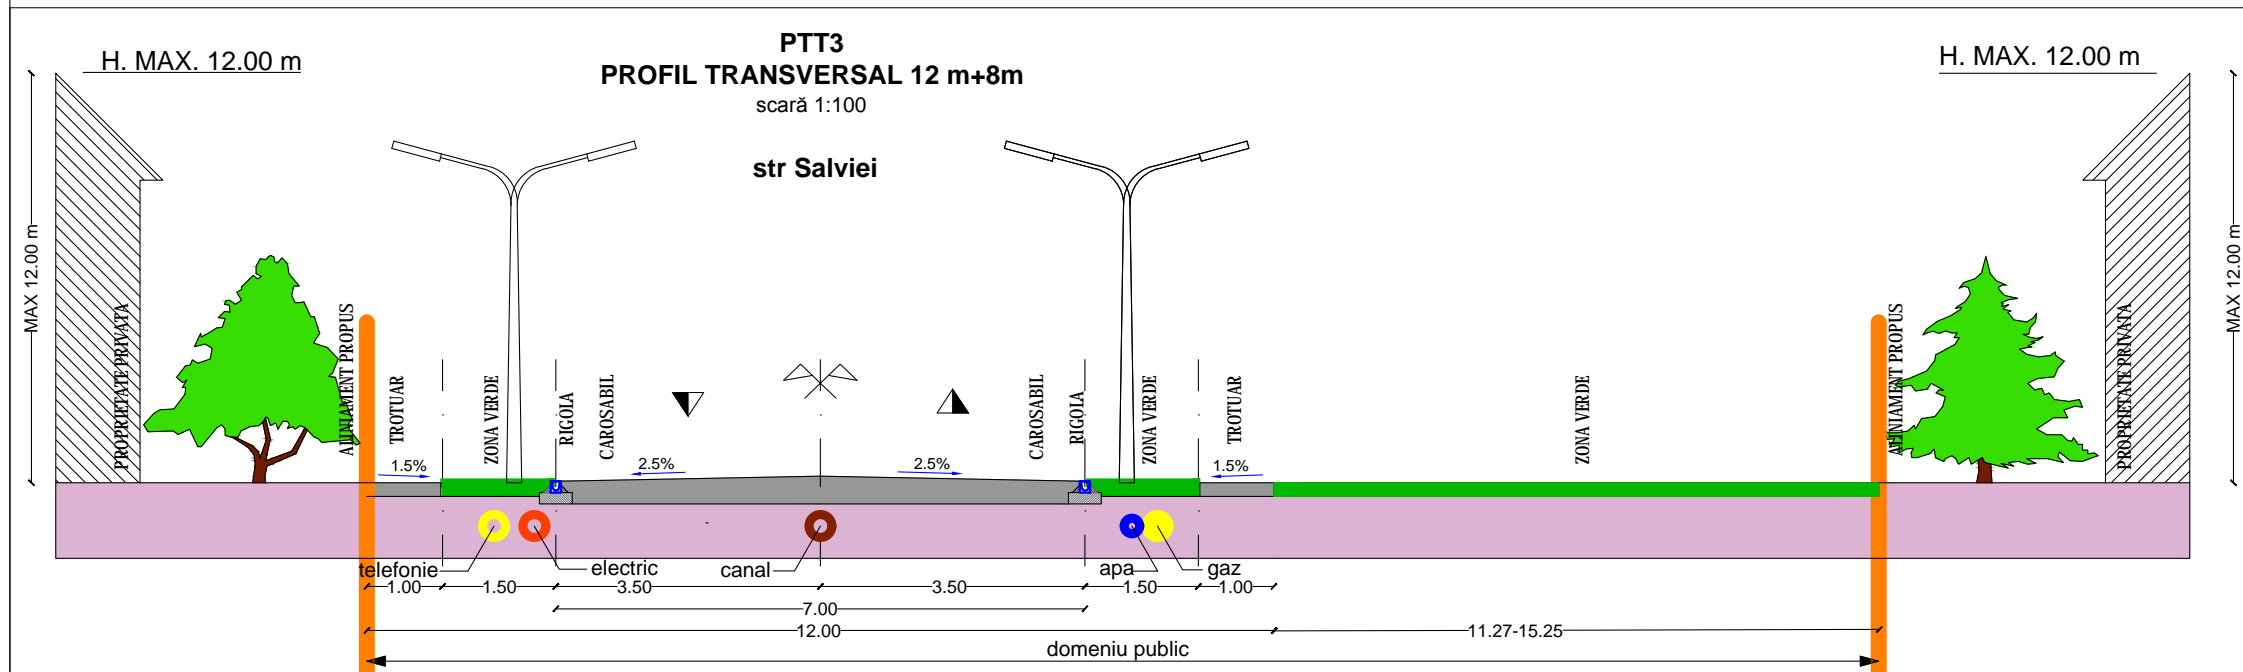 PTT3
PROFIL TRANSVERSAL 12 m+8m
scară 1:100
str Salviei
H. MAX. 12.00 m
H. MAX. 12.00 m
MAX 12.00 m
PROPRIETATE PRIVATA
ALINIAMENT PROPUS
TROTUAR
ZONA VERDE
RIGOLA
CAROSABIL
CAROSABIL
RIGOLA
ZONA VERDE
TROTUAR
ZONA VERDE
ALINIAMENT PROPUS
PROPRIETATE PRIVATA
MAX 12.00 m
1.5%
2.5%
2.5%
1.5%
telefonie
electric
canal
apa
gaz
1.00
1.50
3.50
3.50
1.50
1.00
7.00
12.00
11.27-15.25
domeniu public